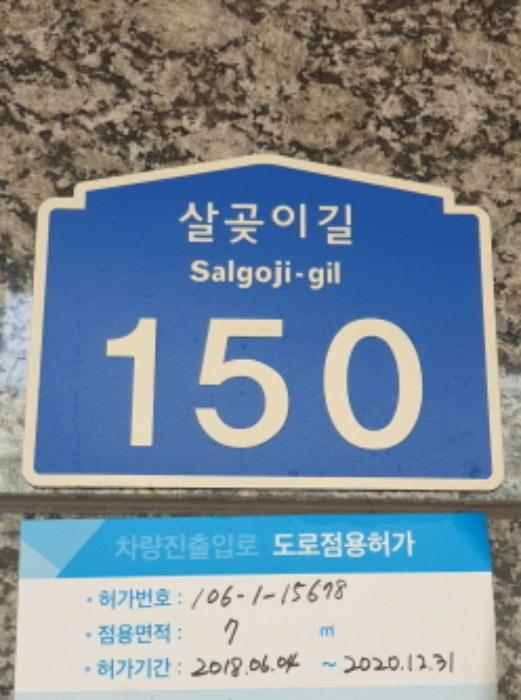 살곶이길
Salgoji-gil
150
차량진출입로 도로점용허가
• 허가번호 : 106-1-15678
• 점용면적 : 7 ㎡
• 허가기간 : 2018.06.04 ~ 2020.12.31